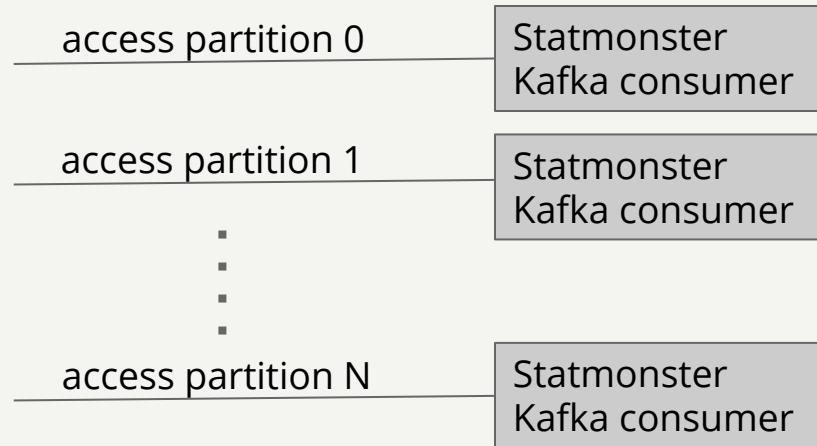 access partition 0
Statmonster
Kafka consumer
access partition 1
Statmonster
Kafka consumer
access partition N
Statmonster
Kafka consumer